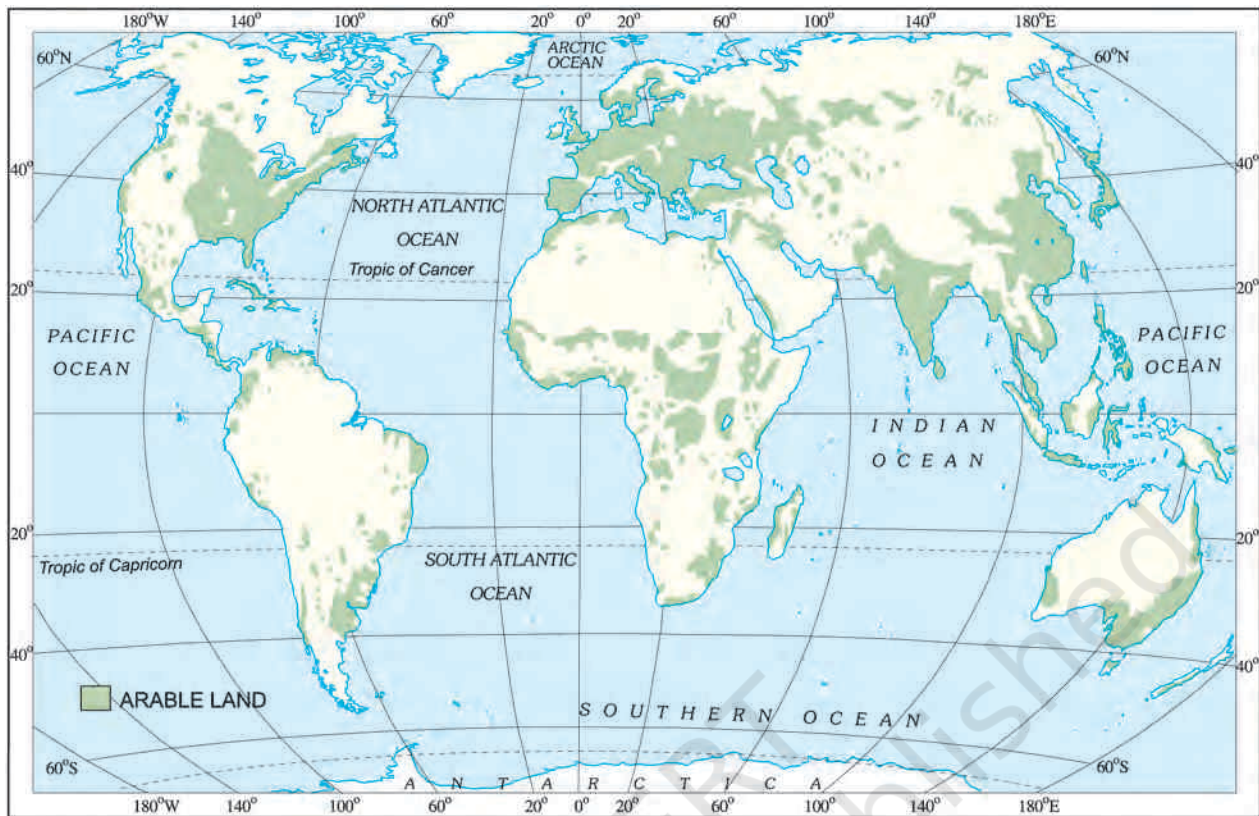 180°W 140° 100° 60° 20° 0° 20° 60° 100° 140° 180°E
60°N
ARCTIC
OCEAN
60°N
40°
40°
NORTH ATLANTIC
OCEAN
Tropic of Cancer
20°
20°
PACIFIC
OCEAN
PACIFIC
OCEAN
INDIAN
OCEAN
20°
20°
Tropic of Capricorn
SOUTH ATLANTIC
OCEAN
40°
40°
ARABLE LAND
SOUTHERN OCEAN
60°S
60°S
ANTARCTICA
180°W 140° 100° 60° 20° 0° 20° 60° 100° 140° 180°E